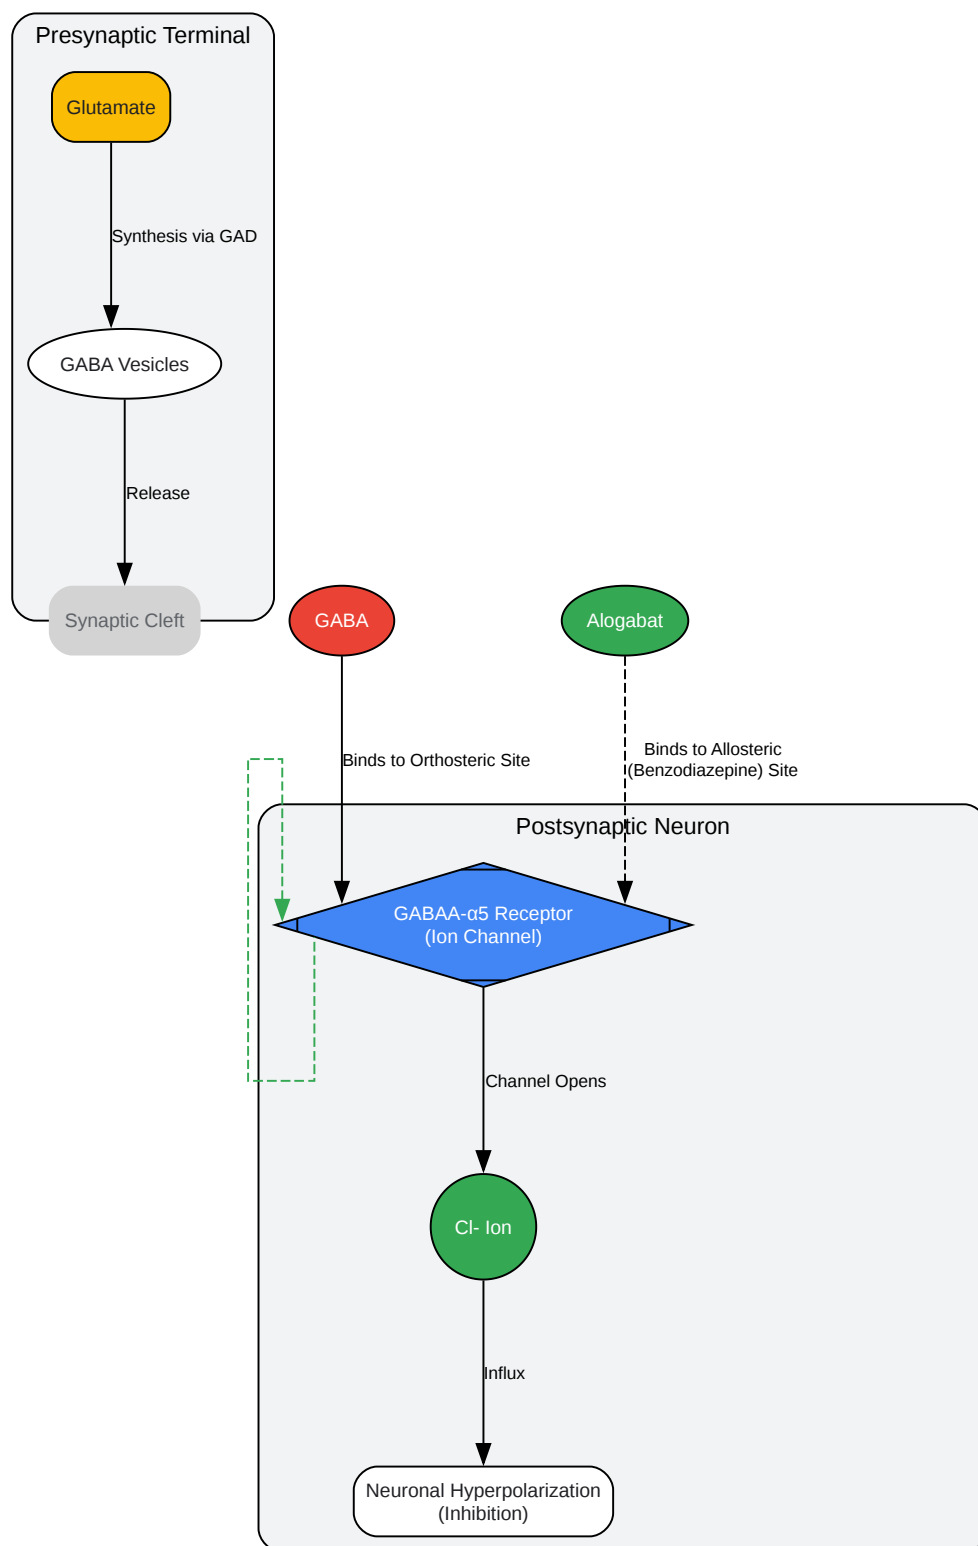 Presynaptic Terminal
Glutamate
Synthesis via GAD
GABA Vesicles
Release
Synaptic Cleft
GABA
Alogabat
Binds to Orthosteric Site
Binds to Allosteric
(Benzodiazepine) Site
Postsynaptic Neuron
GABAA-α5 Receptor
(Ion Channel)
Channel Opens
Cl- Ion
Influx
Neuronal Hyperpolarization
(Inhibition)